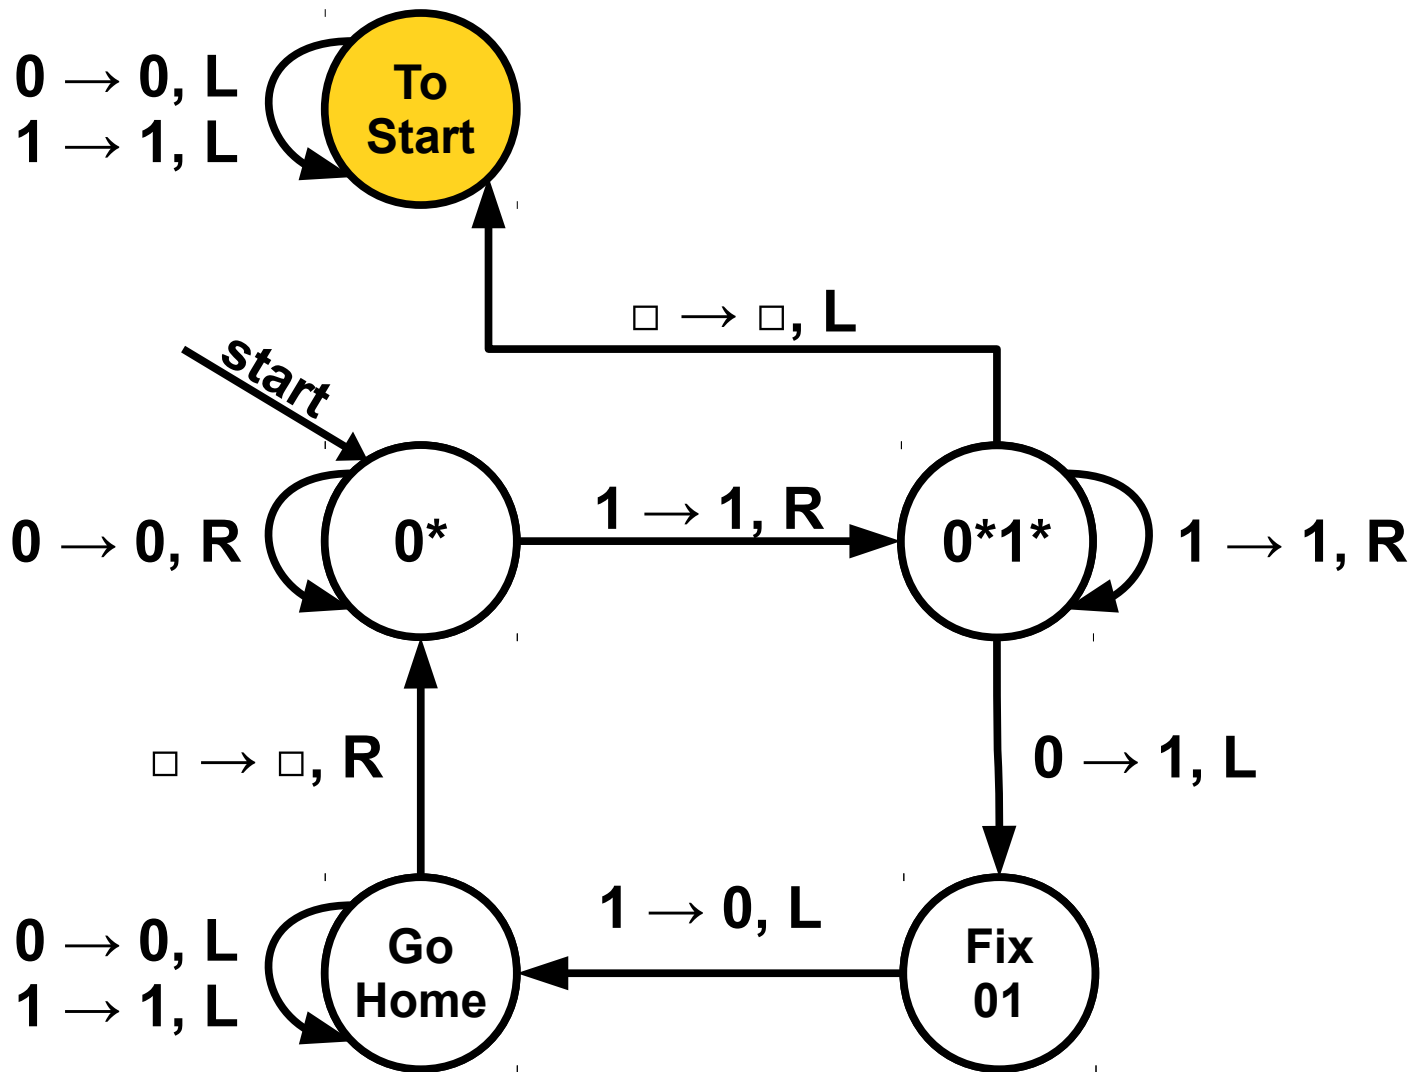 To
Start
0 → 0, L
1 → 1, L
□ → □, L
start
0*
0 → 0, R
1 → 1, R
0*1*
1 → 1, R
□ → □, R
0 → 1, L
1 → 0, L
Go
Home
0 → 0, L
1 → 1, L
Fix
01